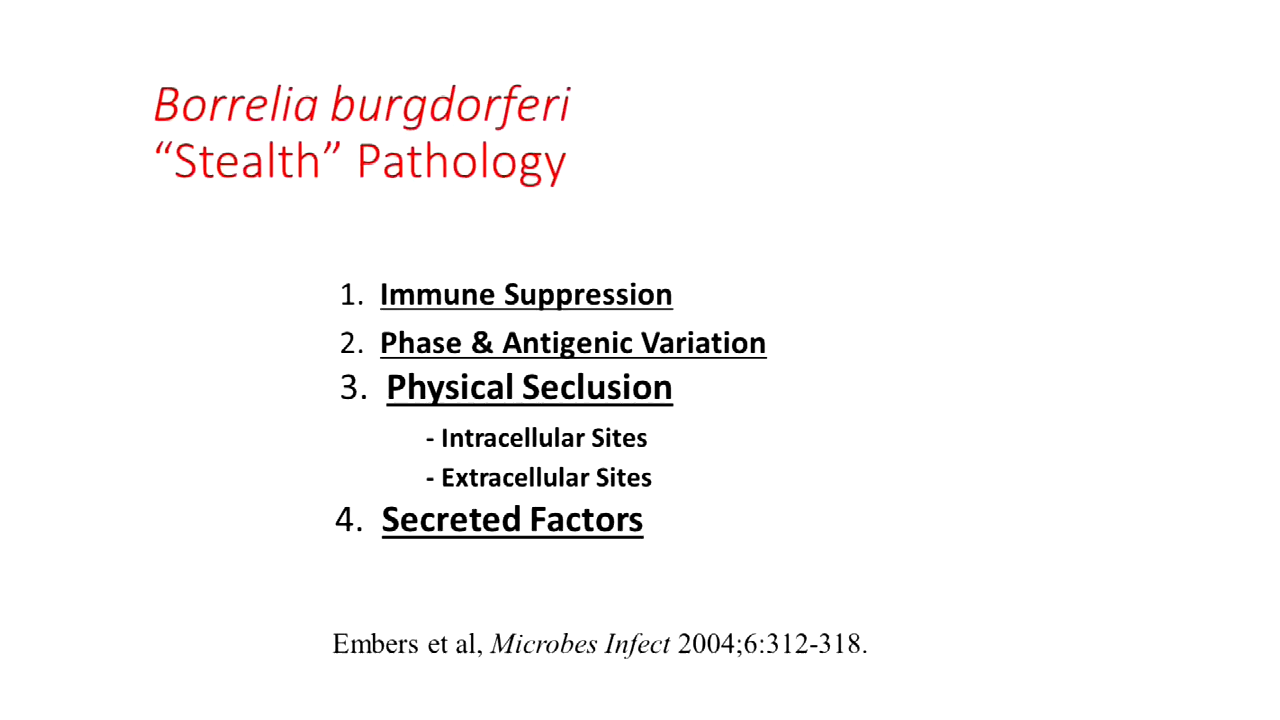 Borrelia burgdorferi
“Stealth” Pathology
1. Immune Suppression
2. Phase & Antigenic Variation
3. Physical Seclusion
- Intracellular Sites
- Extracellular Sites
4. Secreted Factors
Embers et al, Microbes Infect 2004;6:312-318.